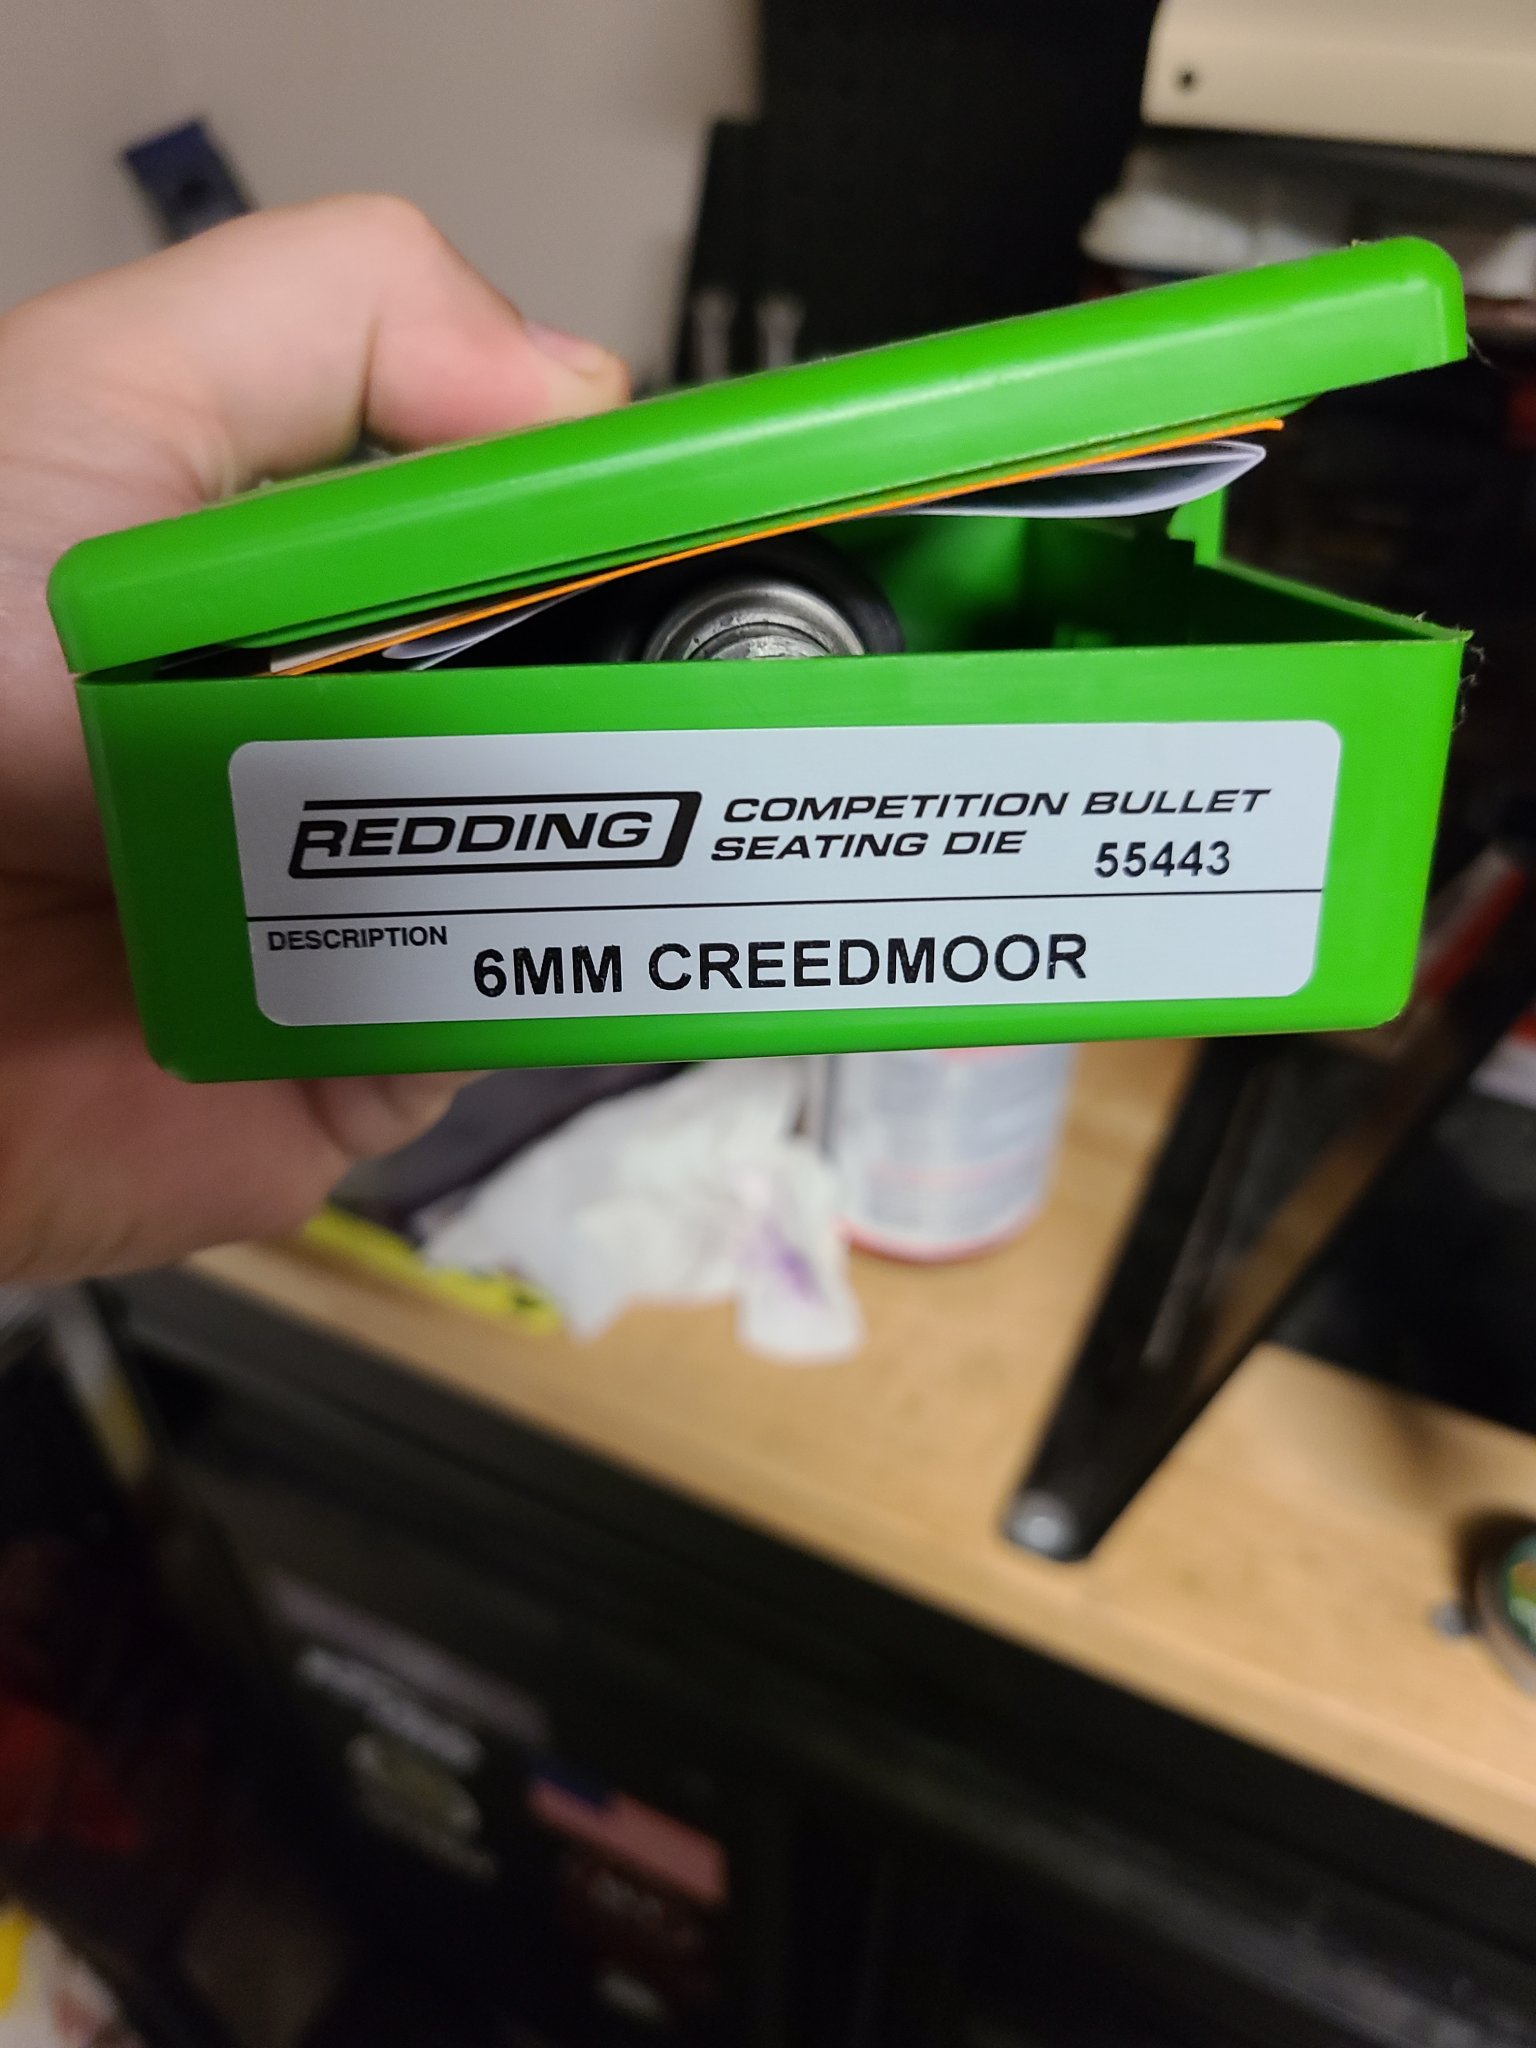 REDDING
COMPETITION BULLET
SEATING DIE
55443
DESCRIPTION
6MM CREEDMOOR